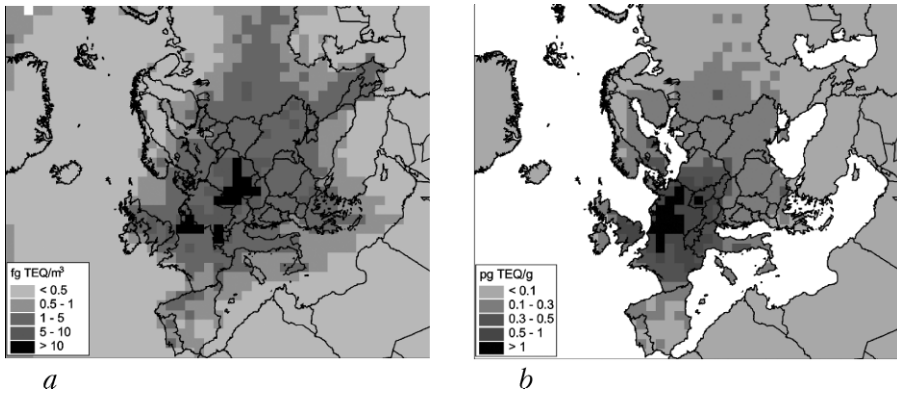 fg TEQ/m³
< 0.5
0.5 - 1
1 - 5
5 - 10
> 10
a
pg TEQ/g
< 0.1
0.1 - 0.3
0.3 - 0.5
0.5 - 1
> 1
b